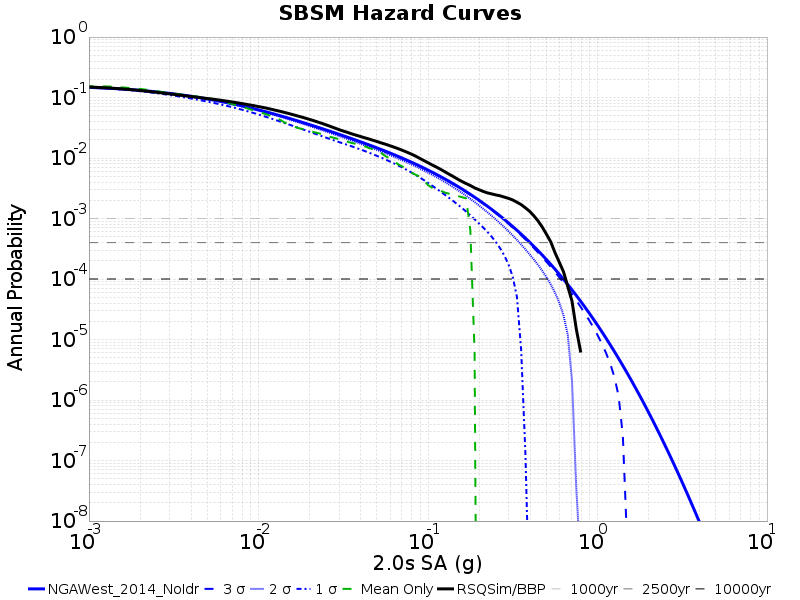 SBSM Hazard Curves
10^0
10^-1
10^-2
10^-3
10^-4
10^-5
10^-6
10^-7
10^-8
Annual Probability
10^-3 10^-2 10^-1 10^0 10^1
2.0s SA (g)
NGAWest_2014_NoIdr 3 σ 2 σ 1 σ Mean Only RSQSim/BBP 1000yr 2500yr 10000yr